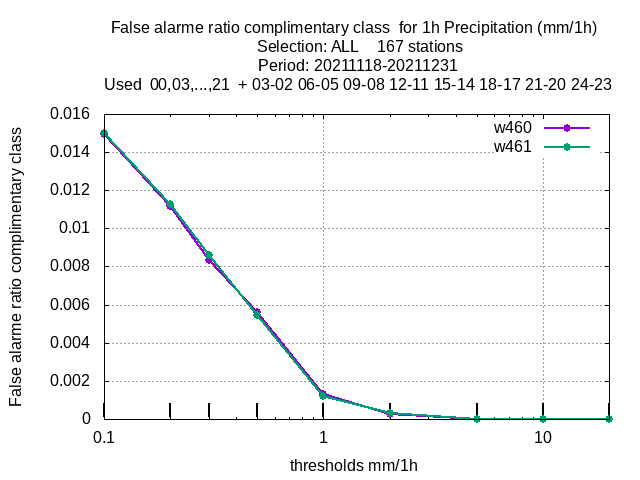 False alarme ratio complimentary class  for 1h Precipitation (mm/1h)
Selection: ALL    167 stations
Period: 20211118-20211231
Used  00,03,...,21  + 03-02 06-05 09-08 12-11 15-14 18-17 21-20 24-23
w460
w461
False alarme ratio complimentary class
0.016
0.014
0.012
0.01
0.008
0.006
0.004
0.002
0
0.1
1
10
thresholds mm/1h